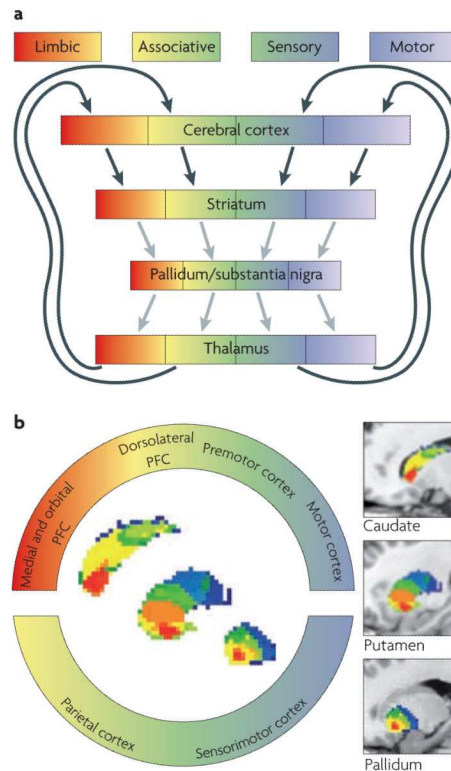 a
Limbic
Associative
Sensory
Motor
Cerebral cortex
Striatum
Pallidum/substantia nigra
Thalamus
b
Medial and orbital
PFC
Dorsolateral
PFC
Premotor cortex
Motor cortex
Parietal cortex
Sensorimotor cortex
Caudate
Putamen
Pallidum